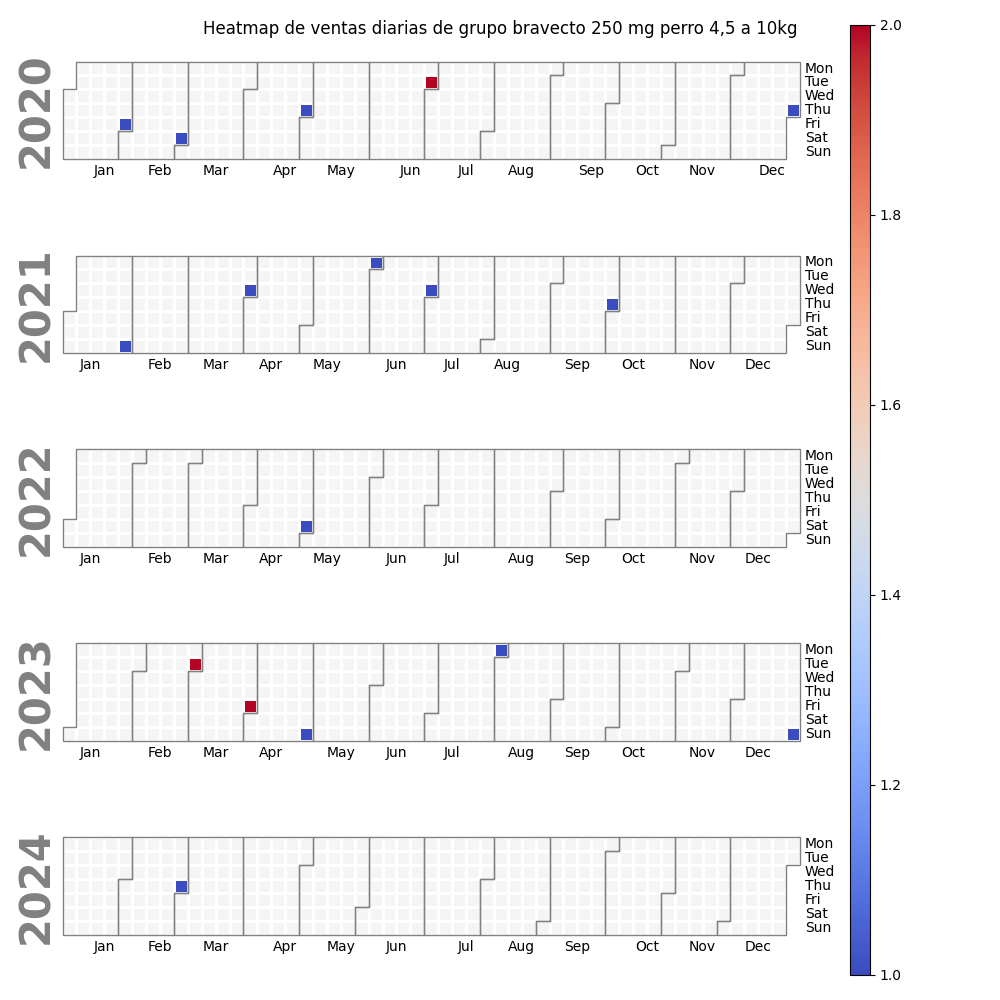 Heatmap de ventas diarias de grupo bravecto 250 mg perro 4,5 a 10kg
2020
Mon
Tue
Wed
Thu
Fri
Sat
Sun
Jan Feb Mar Apr May Jun Jul Aug Sep Oct Nov Dec
2021
Mon
Tue
Wed
Thu
Fri
Sat
Sun
Jan Feb Mar Apr May Jun Jul Aug Sep Oct Nov Dec
2022
Mon
Tue
Wed
Thu
Fri
Sat
Sun
Jan Feb Mar Apr May Jun Jul Aug Sep Oct Nov Dec
2023
Mon
Tue
Wed
Thu
Fri
Sat
Sun
Jan Feb Mar Apr May Jun Jul Aug Sep Oct Nov Dec
2024
Mon
Tue
Wed
Thu
Fri
Sat
Sun
Jan Feb Mar Apr May Jun Jul Aug Sep Oct Nov Dec
2.0
1.8
1.6
1.4
1.2
1.0